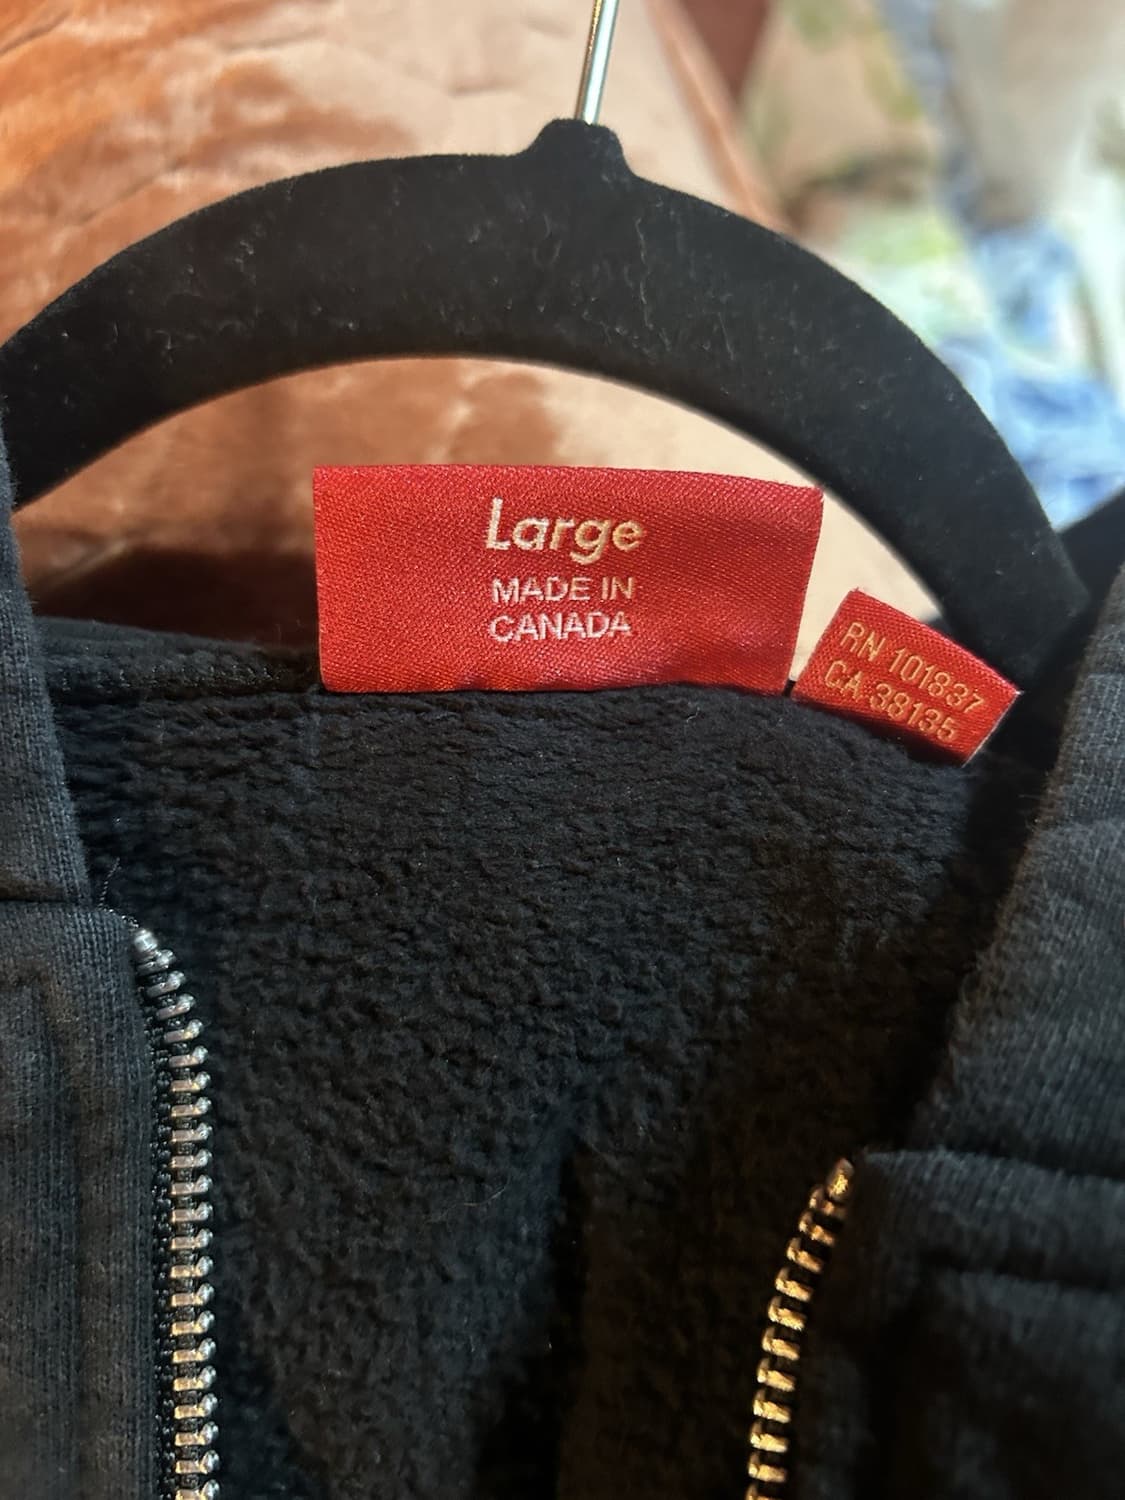 Large
MADE IN
CANADA
RN 101837
CA 38135